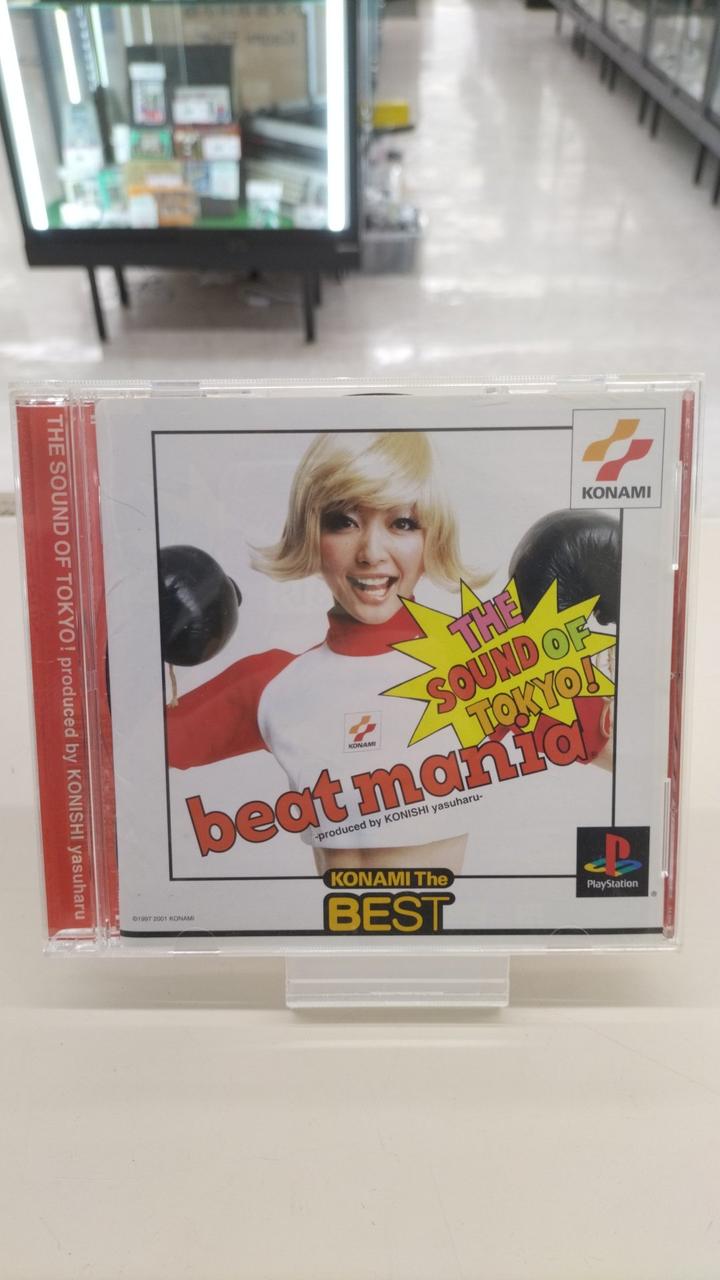 THE SOUND OF TOKYO! produced by KONISHI yasuharu
KONAMI
THE
SOUND OF
TOKYO!
KONAMI
beatmania
-produced by KONISHI yasuharu-
KONAMI The
BEST
PlayStation
®
©1997 2001 KONAMI